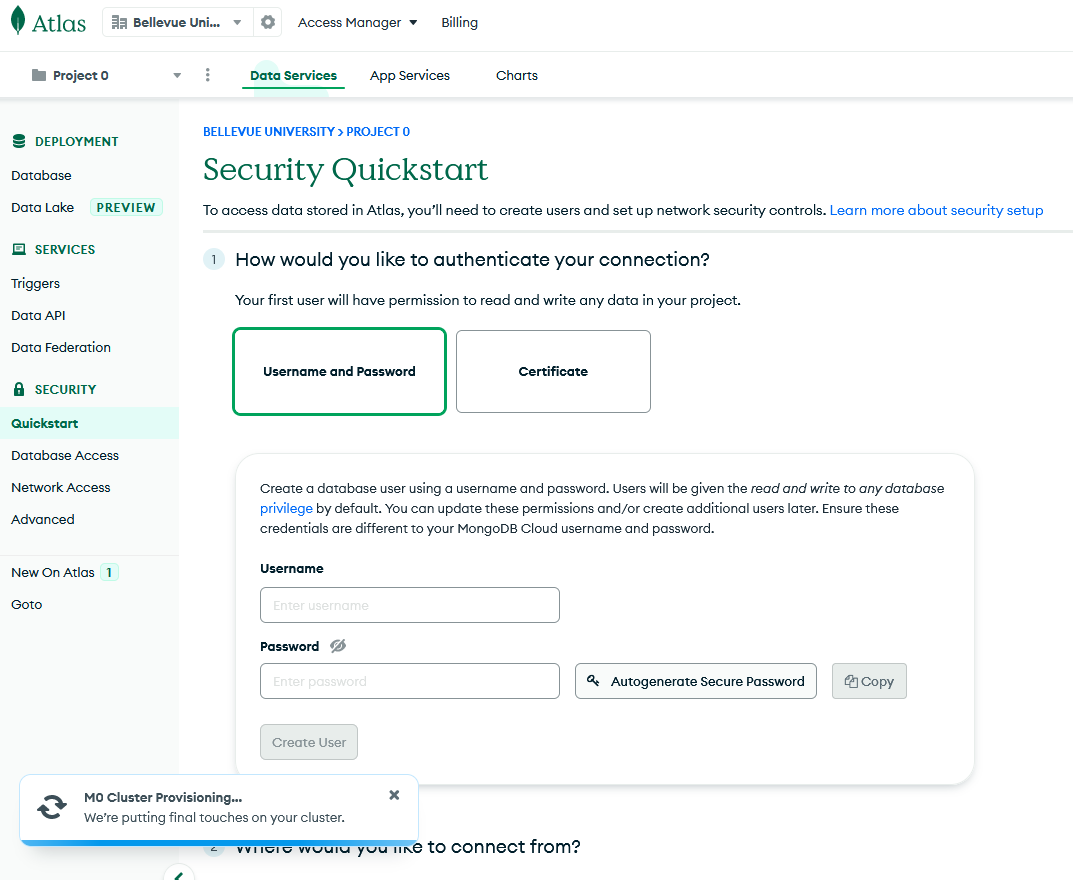 Atlas
Bellevue Uni...
Access Manager
Billing
Project 0
Data Services
App Services
Charts
DEPLOYMENT
Database
Data Lake PREVIEW
SERVICES
Triggers
Data API
Data Federation
SECURITY
Quickstart
Database Access
Network Access
Advanced
New On Atlas 1
Goto
BELLEVUE UNIVERSITY > PROJECT 0
Security Quickstart
To access data stored in Atlas, you’ll need to create users and set up network security controls. Learn more about security setup
1 How would you like to authenticate your connection?
Your first user will have permission to read and write any data in your project.
Username and Password
Certificate
Create a database user using a username and password. Users will be given the read and write to any database
privilege by default. You can update these permissions and/or create additional users later. Ensure these
credentials are different to your MongoDB Cloud username and password.
Username
Enter username
Password
Enter password
Autogenerate Secure Password
Copy
Create User
M0 Cluster Provisioning...
We’re putting final touches on your cluster.
2 Where would you like to connect from?